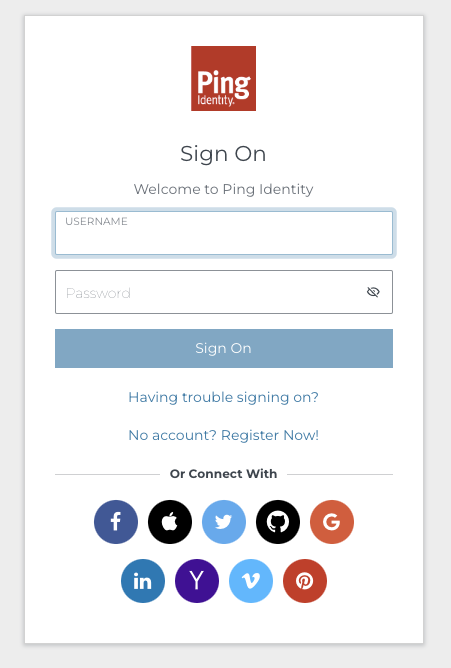 Ping
Identity.
Sign On
Welcome to Ping Identity
USERNAME
Password
Sign On
Having trouble signing on?
No account? Register Now!
Or Connect With